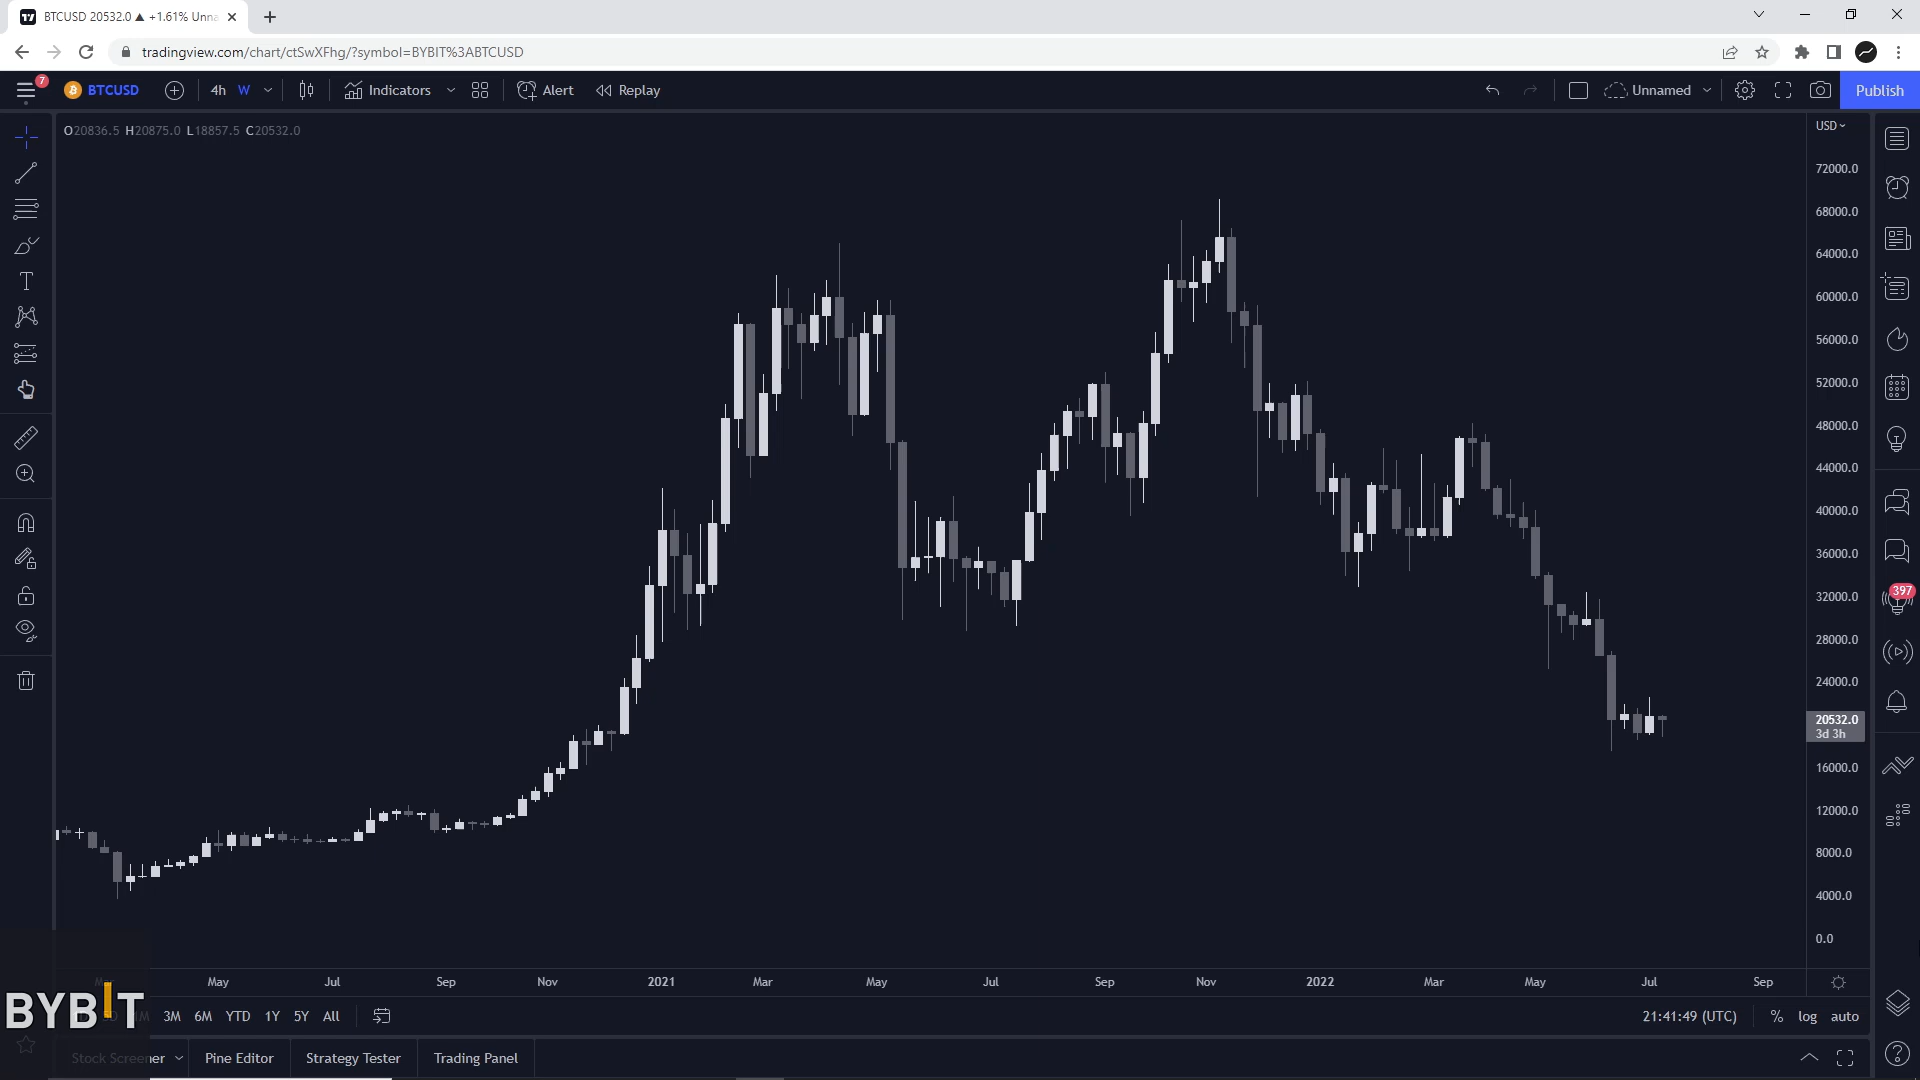 BTCUSD 20532.0 ▲ +1.61% Unna
tradingview.com/chart/ctSwXFhg/?symbol=BYBIT%3ABTCUSD
7
BTCUSD
4h W
Indicators
Alert
Replay
Unnamed
Publish
O20836.5 H20875.0 L18857.5 C20532.0
USD
72000.0
68000.0
64000.0
60000.0
56000.0
52000.0
48000.0
44000.0
40000.0
36000.0
32000.0
28000.0
24000.0
20532.0
3d 3h
16000.0
12000.0
8000.0
4000.0
0.0
397
May Jul Sep Nov 2021 Mar May Jul Sep Nov 2022 Mar May Jul Sep
BYBIT
1M 3M 6M YTD 1Y 5Y All
21:41:49 (UTC) % log auto
Stock Screener Pine Editor Strategy Tester Trading Panel